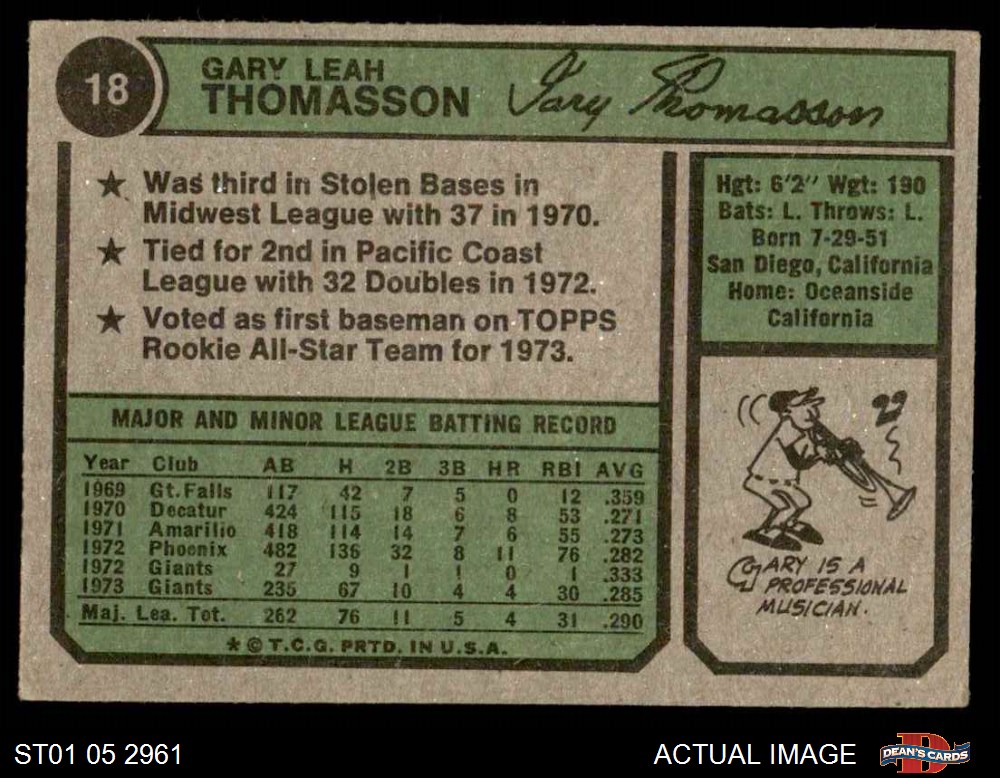 18
GARY LEAH
THOMASSON
Gary Thomasson
★ Was third in Stolen Bases in
Midwest League with 37 in 1970.
★ Tied for 2nd in Pacific Coast
League with 32 Doubles in 1972.
★ Voted as first baseman on TOPPS
Rookie All-Star Team for 1973.
MAJOR AND MINOR LEAGUE BATTING RECORD
Year Club AB H 2B 3B HR RBI AVG
1969 Gt. Falls 117 42 7 5 0 12 .359
1970 Decatur 424 115 18 6 8 53 .271
1971 Amarillo 418 114 14 7 6 55 .273
1972 Phoenix 482 136 32 8 11 76 .282
1972 Giants 27 9 1 1 0 1 .333
1973 Giants 235 67 10 4 4 30 .285
Maj. Lea. Tot. 262 76 11 5 4 31 .290
* © T.C.G. PRTD. IN U.S.A.
Hgt: 6'2" Wgt: 190
Bats: L. Throws: L.
Born 7-29-51
San Diego, California
Home: Oceanside
California
GARY IS A
PROFESSIONAL
MUSICIAN.
ST01 05 2961
ACTUAL IMAGE
D
DEAN'S CARDS